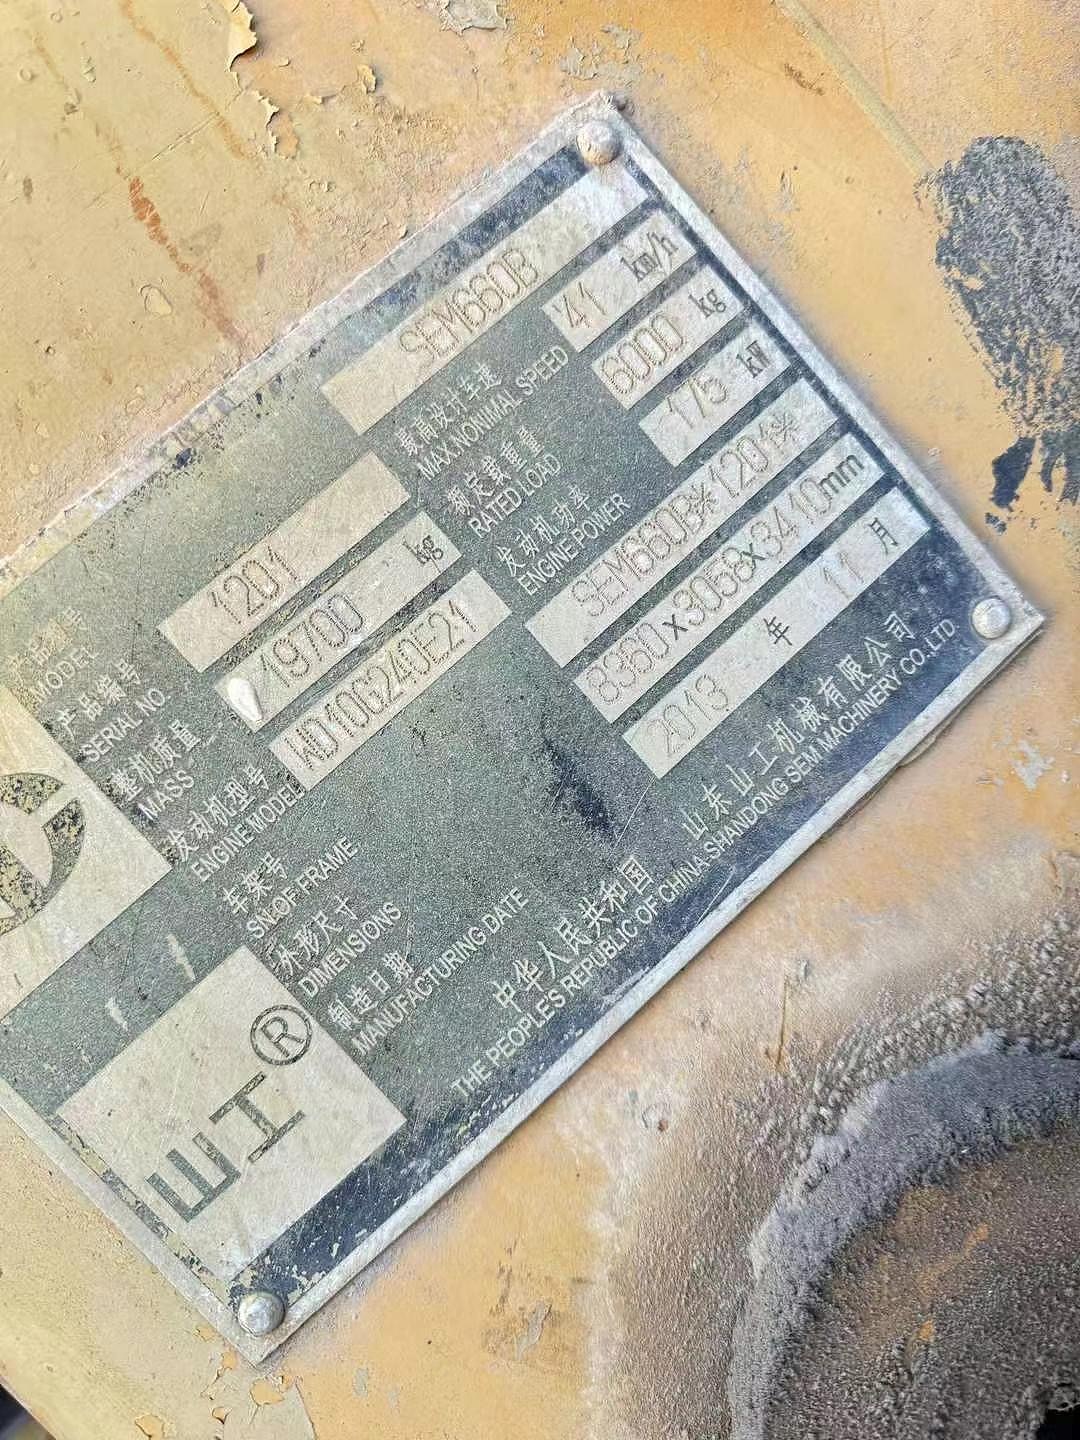 产品型号
MODEL
SEM660B
产品编号
SERIAL NO.
1201
最高设计车速
MAX.NONIMAL SPEED
41 km/h
整机质量
MASS
19700 kg
额定载重量
RATED LOAD
6000 kg
发动机型号
ENGINE MODEL
WD10G240E21
发动机功率
ENGINE POWER
175 kW
车架号
SN.OF FRAME
SEM660B※1201※
外形尺寸
DIMENSIONS
8360x3058x3410mm
制造日期
MANUFACTURING DATE
2013 年 11 月
山工®
中华人民共和国 山东山工机械有限公司
THE PEOPLES REPUBLIC OF CHINA SHANDONG SEM MACHINERY CO.,LTD